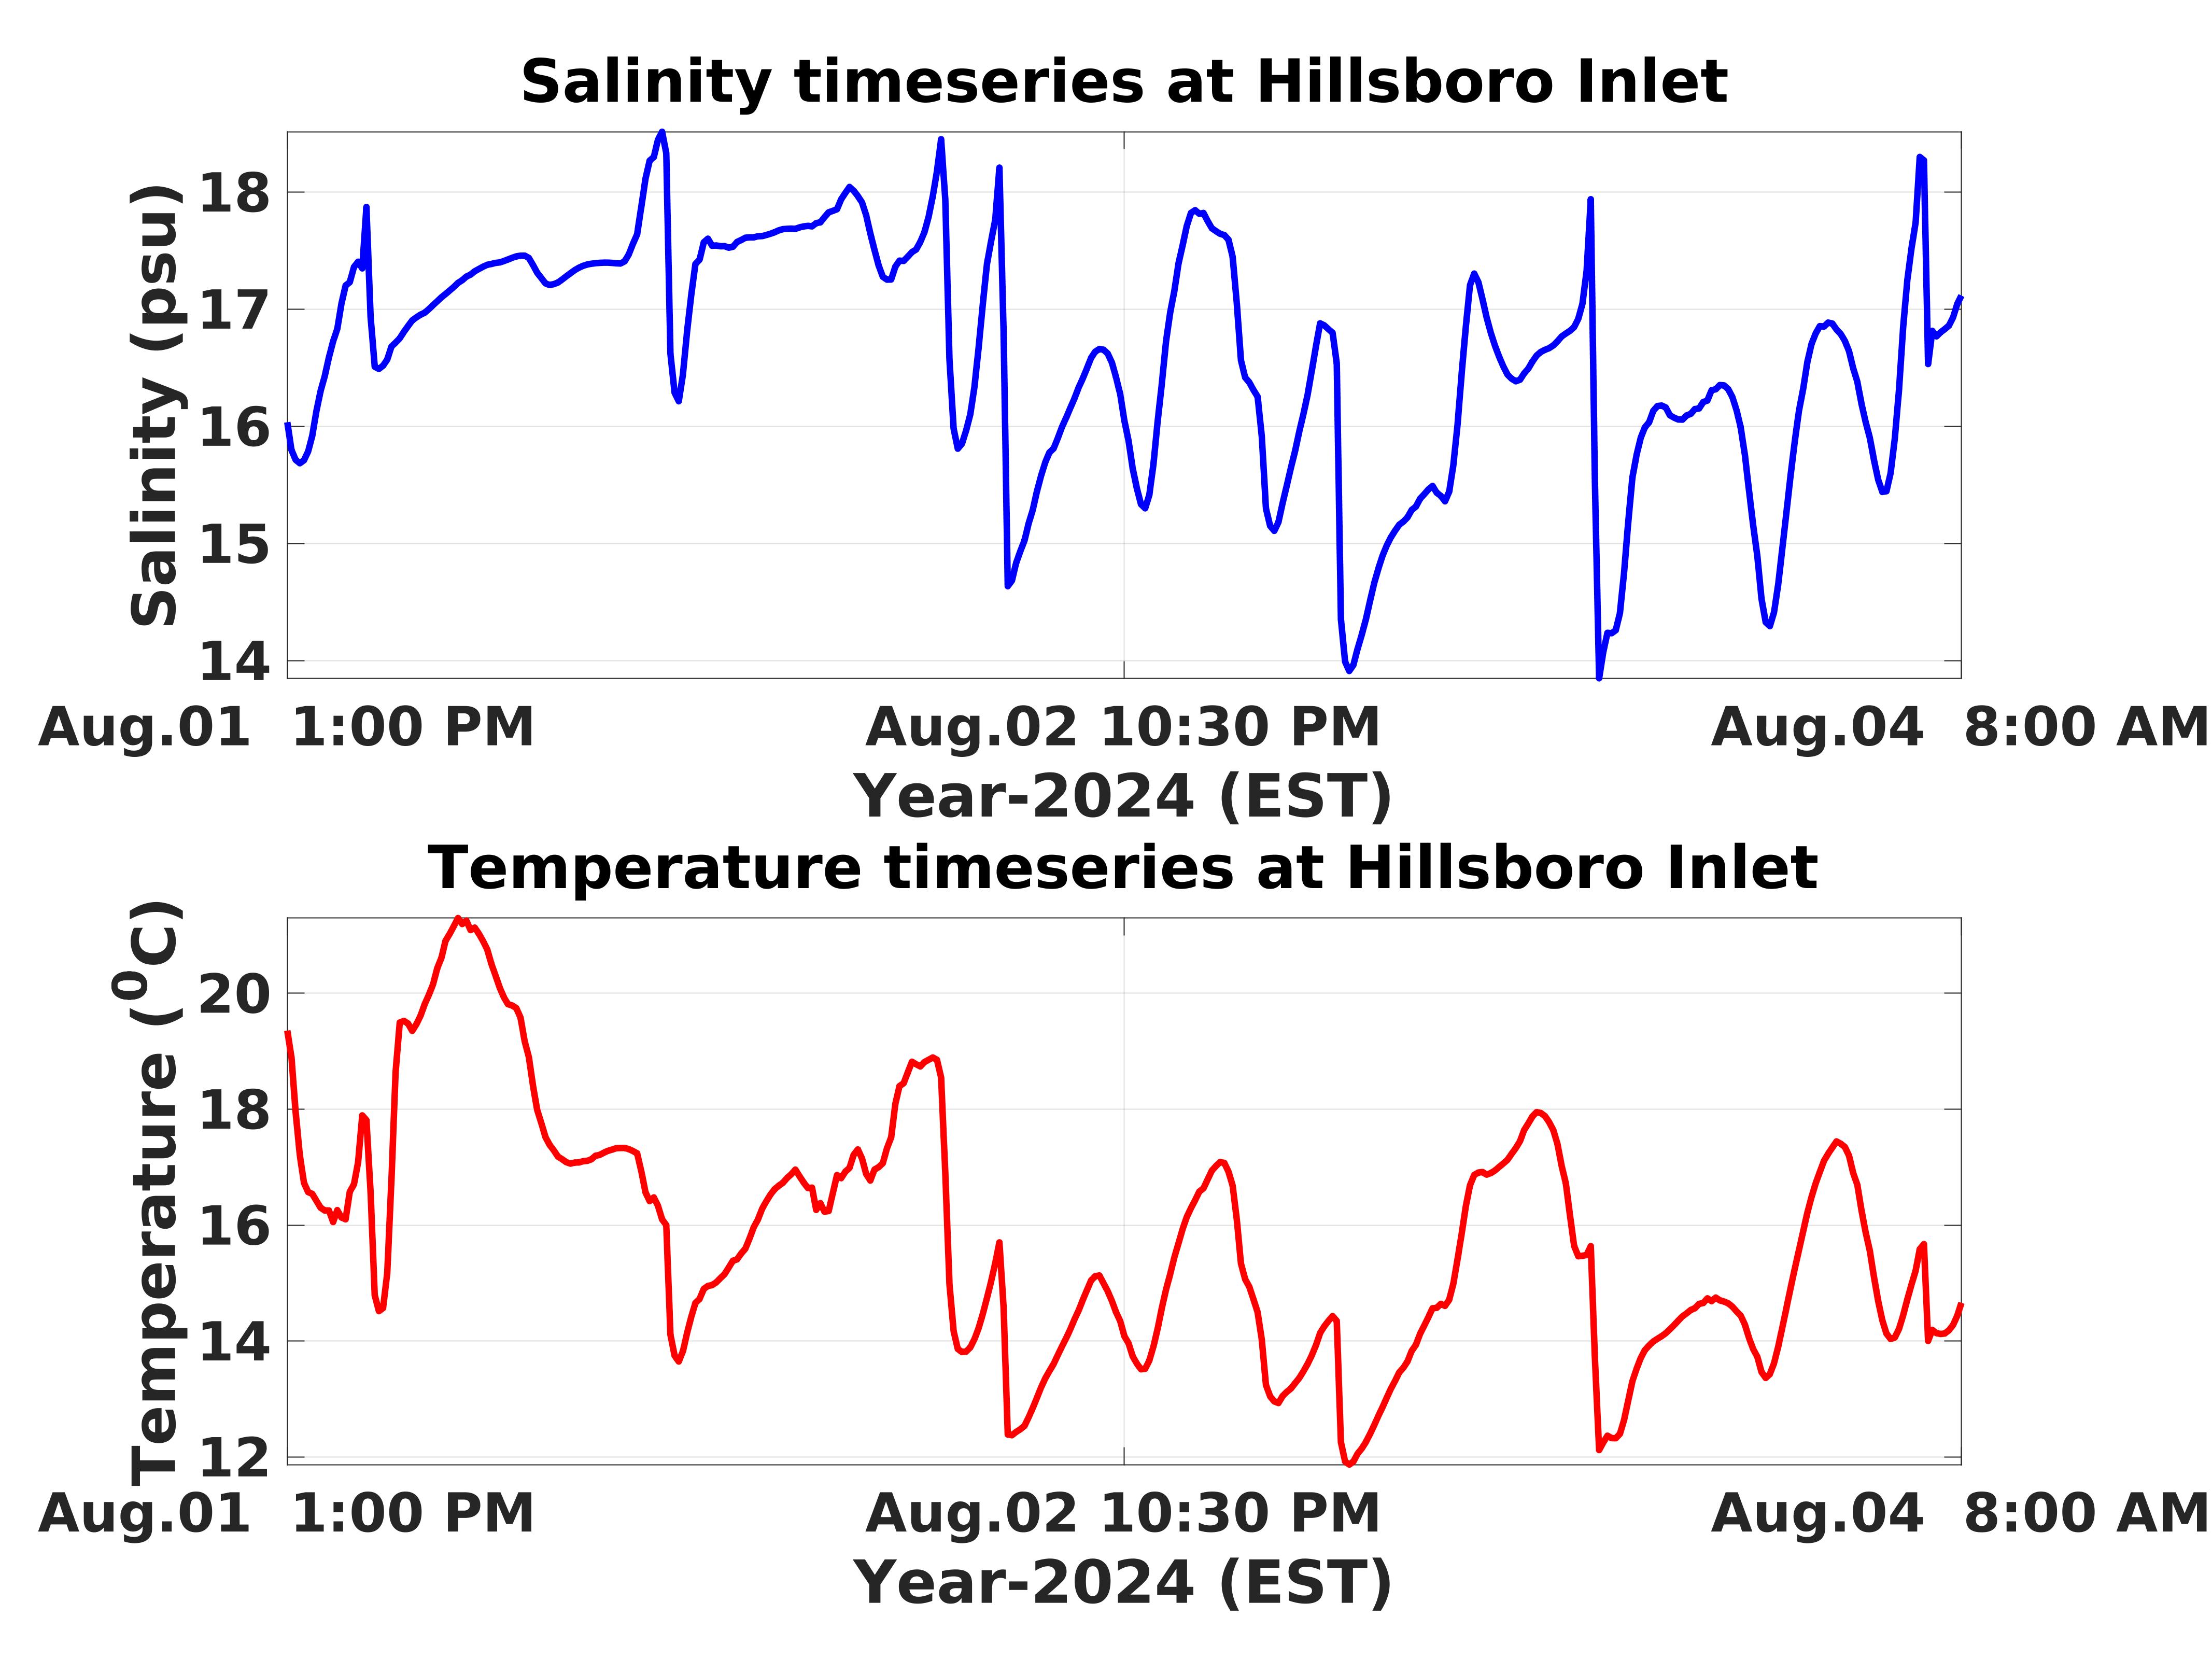 Salinity timeseries at Hillsboro Inlet
Salinity (psu)
18
17
16
15
14
Aug.01  1:00 PM Aug.02 10:30 PM Aug.04  8:00 AM
Year-2024 (EST)
Temperature timeseries at Hillsboro Inlet
Temperature (⁰C)
20
18
16
14
12
Aug.01  1:00 PM Aug.02 10:30 PM Aug.04  8:00 AM
Year-2024 (EST)